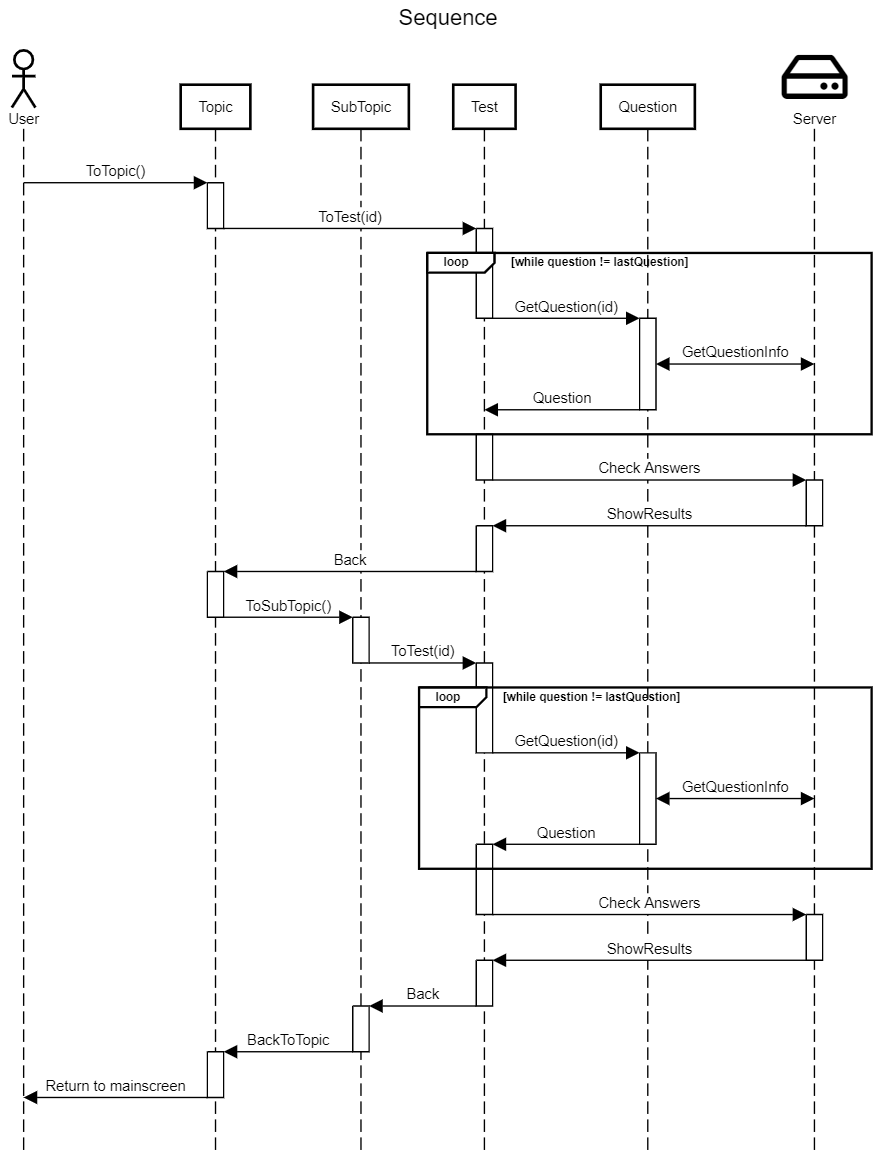 Sequence
User
Topic
SubTopic
Test
Question
Server
ToTopic()
ToTest(id)
loop
[while question != lastQuestion]
GetQuestion(id)
GetQuestionInfo
Question
Check Answers
ShowResults
Back
ToSubTopic()
ToTest(id)
loop
[while question != lastQuestion]
GetQuestion(id)
GetQuestionInfo
Question
Check Answers
ShowResults
Back
BackToTopic
Return to mainscreen